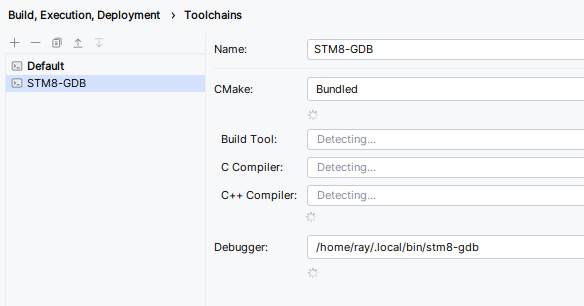 Build, Execution, Deployment › Toolchains
Default
STM8-GDB
Name: STM8-GDB
CMake: Bundled
Build Tool: Detecting...
C Compiler: Detecting...
C++ Compiler: Detecting...
Debugger: /home/ray/.local/bin/stm8-gdb